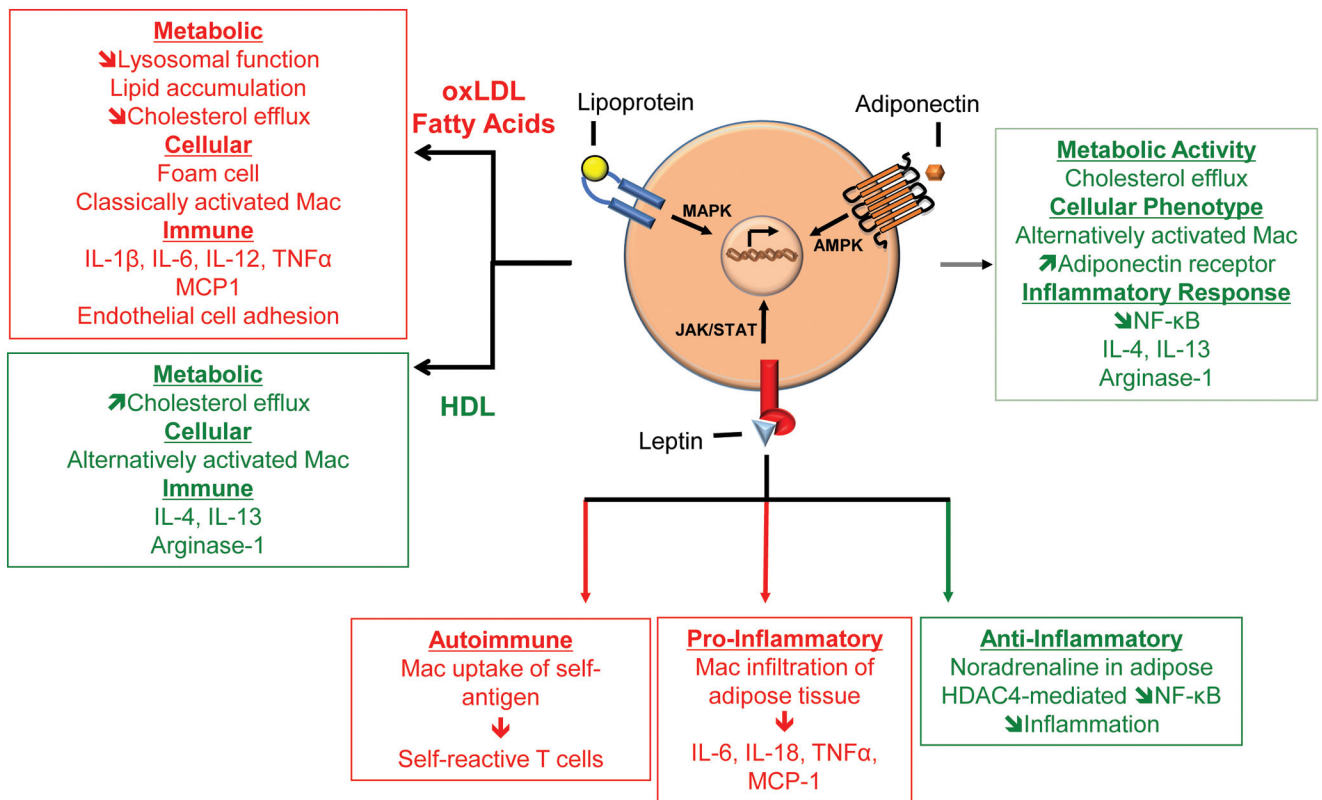 Metabolic
↘Lysosomal function
Lipid accumulation
↘Cholesterol efflux
Cellular
Foam cell
Classically activated Mac
Immune
IL-1β, IL-6, IL-12, TNFα
MCP1
Endothelial cell adhesion
oxLDL
Fatty Acids
Metabolic
↗Cholesterol efflux
Cellular
Alternatively activated Mac
Immune
IL-4, IL-13
Arginase-1
HDL
Lipoprotein
Adiponectin
MAPK
AMPK
JAK/STAT
Leptin
Metabolic Activity
Cholesterol efflux
Cellular Phenotype
Alternatively activated Mac
↗Adiponectin receptor
Inflammatory Response
↘NF-κB
IL-4, IL-13
Arginase-1
Autoimmune
Mac uptake of self-
antigen
↓
Self-reactive T cells
Pro-Inflammatory
Mac infiltration of
adipose tissue
↓
IL-6, IL-18, TNFα,
MCP-1
Anti-Inflammatory
Noradrenaline in adipose
HDAC4-mediated ↘NF-κB
↘Inflammation